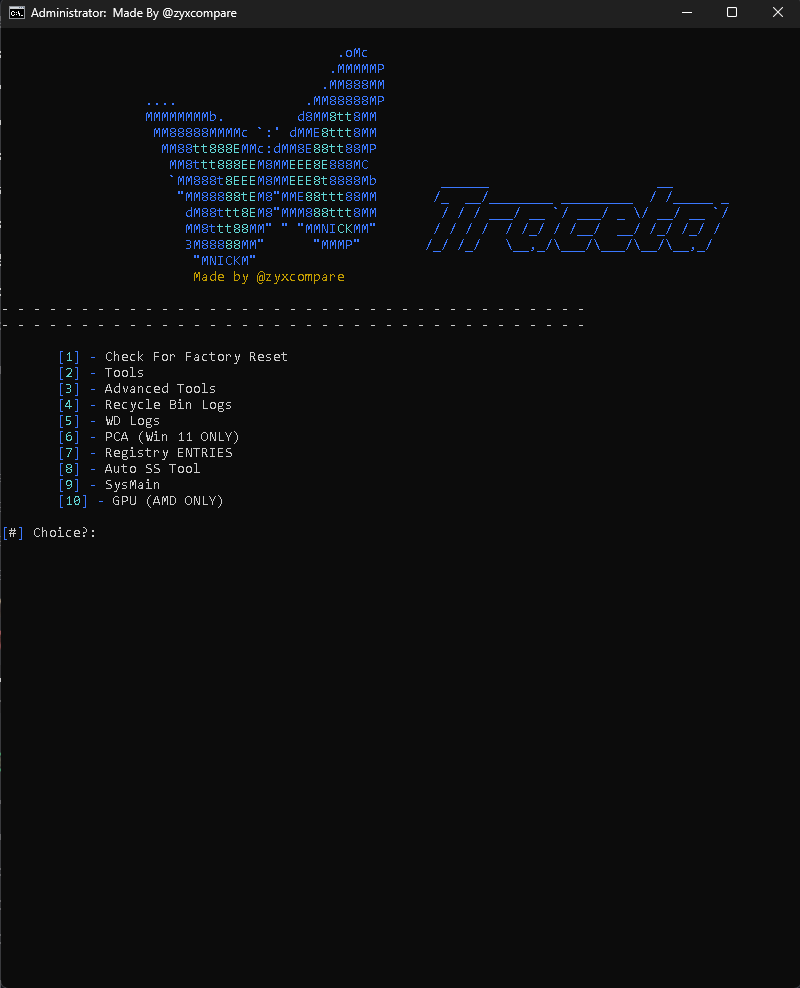 Administrator:  Made By @zyxcompare
.oMc
.MMMMMP
.MM888MM
....                 .MM88888MP
MMMMMMMMb.          d8MM8tt8MM
MM88888MMMMc `:' dMME8ttt8MM
MM88tt888EMMc:dMM8E88tt88MP
MM8ttt888EEM8MMEEE8E888MC
`MM888t8EEEM8MMEEE8t8888Mb
"MM88888tEM8"MME88ttt88MM
dM88ttt8EM8"MMM888ttt8MM
MM8ttt88MM" " "MMNICKMM"
3M88888MM"      "MMMP"
"MNICKM"
Traceta
Made by @zyxcompare
- - - - - - - - - - - - - - - - - - - - - - - - - - - - - - - - - - - - -
- - - - - - - - - - - - - - - - - - - - - - - - - - - - - - - - - - - - -
[1] - Check For Factory Reset
[2] - Tools
[3] - Advanced Tools
[4] - Recycle Bin Logs
[5] - WD Logs
[6] - PCA (Win 11 ONLY)
[7] - Registry ENTRIES
[8] - Auto SS Tool
[9] - SysMain
[10] - GPU (AMD ONLY)
[#] Choice?: